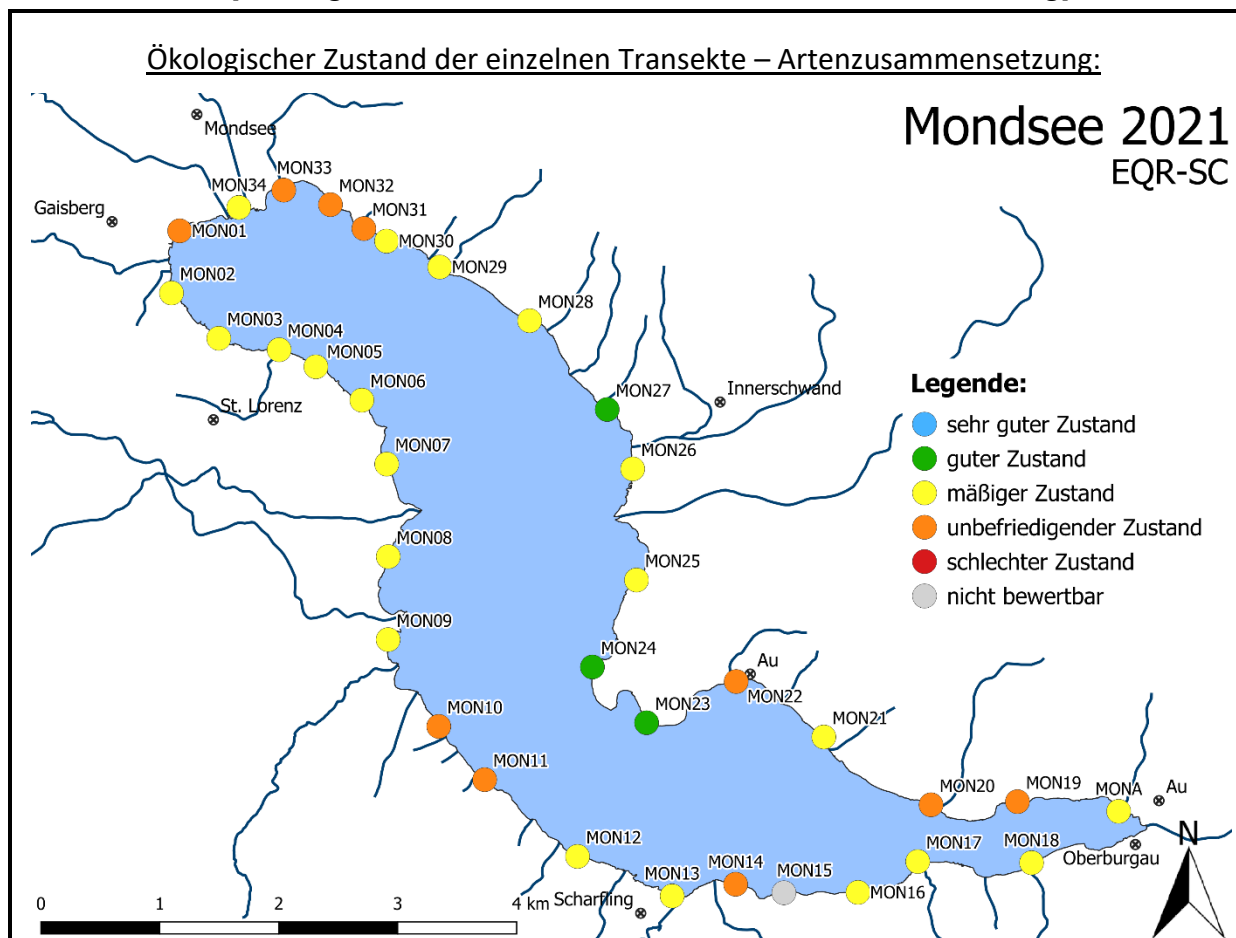 Ökologischer Zustand der einzelnen Transekte – Artenzusammensetzung:
Mondsee 2021
EQR-SC
Mondsee
MON33
MON34
MON32
Gaisberg
MON31
MON01
MON30
MON29
MON02
MON28
MON03
MON04
MON05
MON06
MON27
Innerschwand
St. Lorenz
MON07
MON26
Legende:
sehr guter Zustand
guter Zustand
mäßiger Zustand
unbefriedigender Zustand
schlechter Zustand
nicht bewertbar
MON08
MON25
MON09
MON24
Au
MON22
MON23
MON10
MON21
MON11
MON20
MON19
MONA
Au
MON12
MON17
MON18
Oberburgau
N
MON13
MON14
MON15
MON16
Scharfling
0
1
2
3
4 km